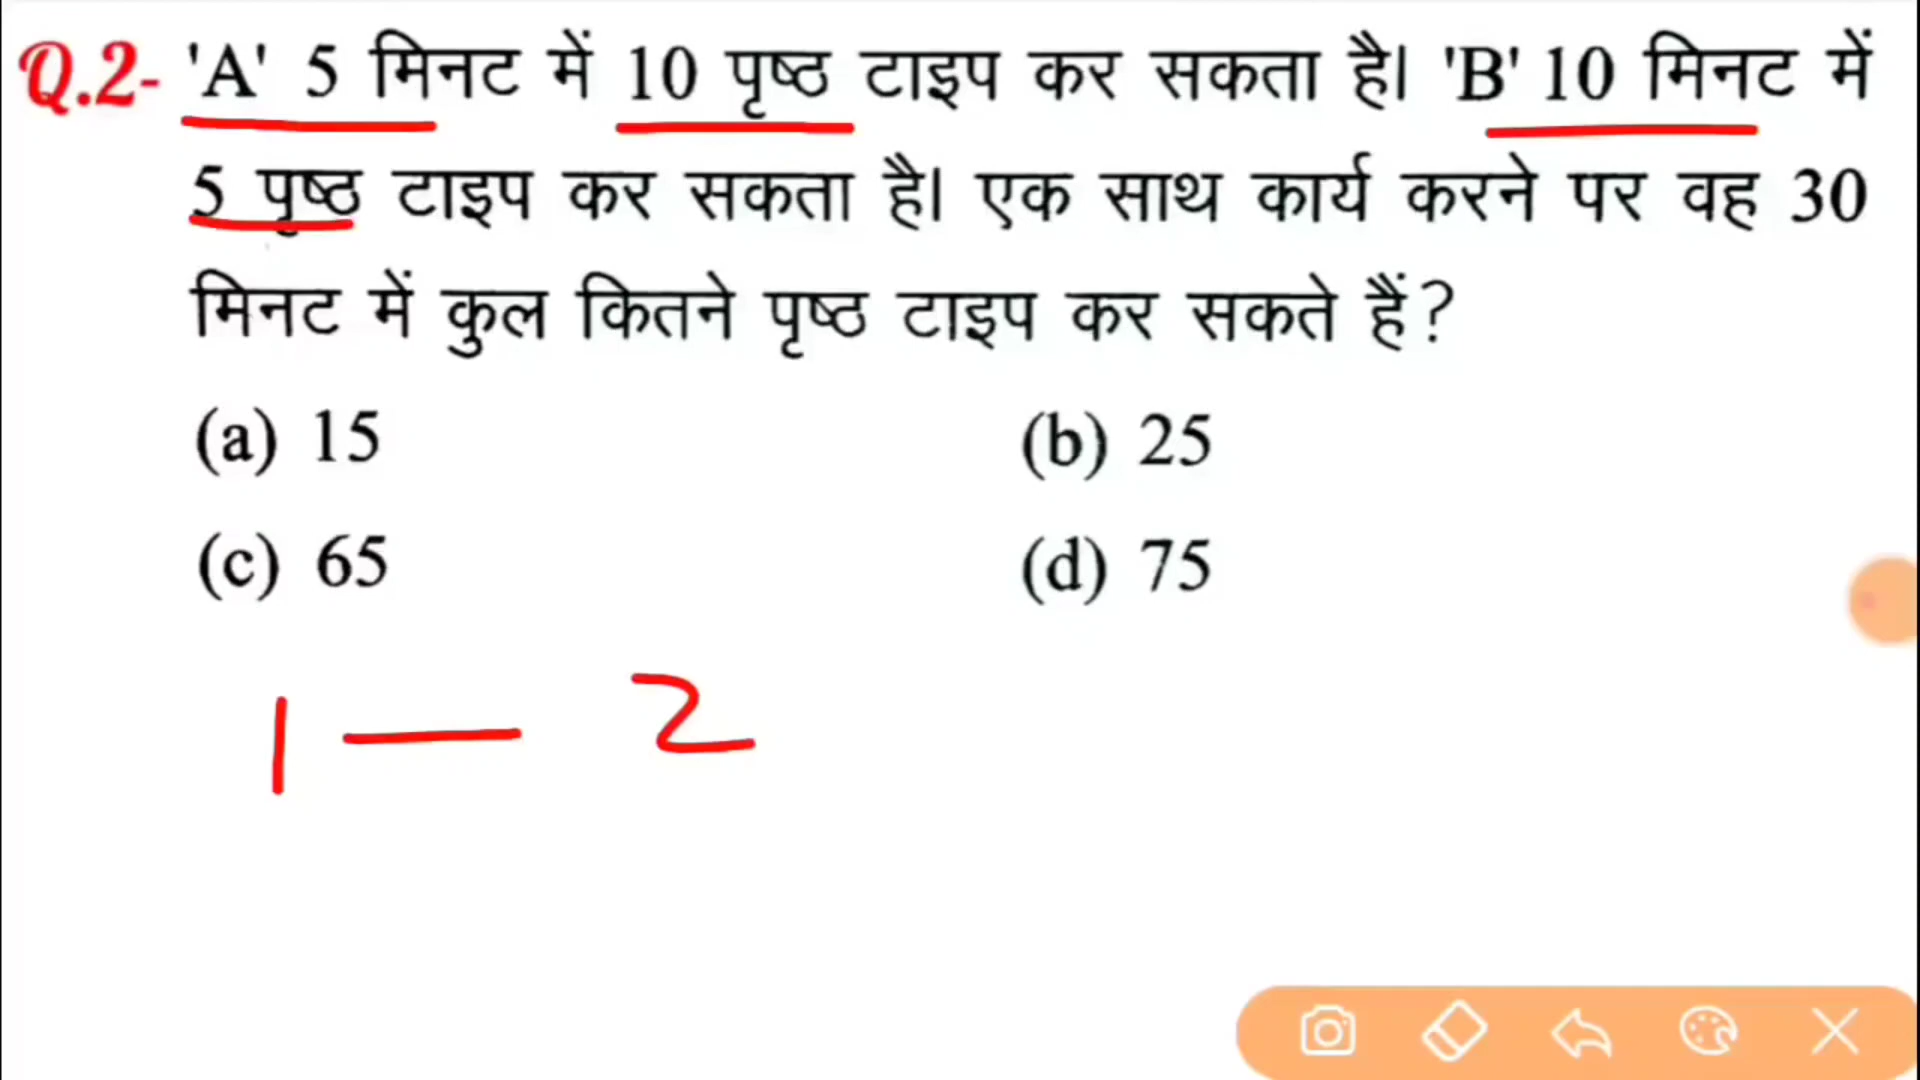 Q.2- 'A' 5 मिनट में 10 पृष्ठ टाइप कर सकता है। 'B' 10 मिनट में
5 पृष्ठ टाइप कर सकता है। एक साथ कार्य करने पर वह 30
मिनट में कुल कितने पृष्ठ टाइप कर सकते हैं?
(a) 15 (b) 25
(c) 65 (d) 75
1 — 2